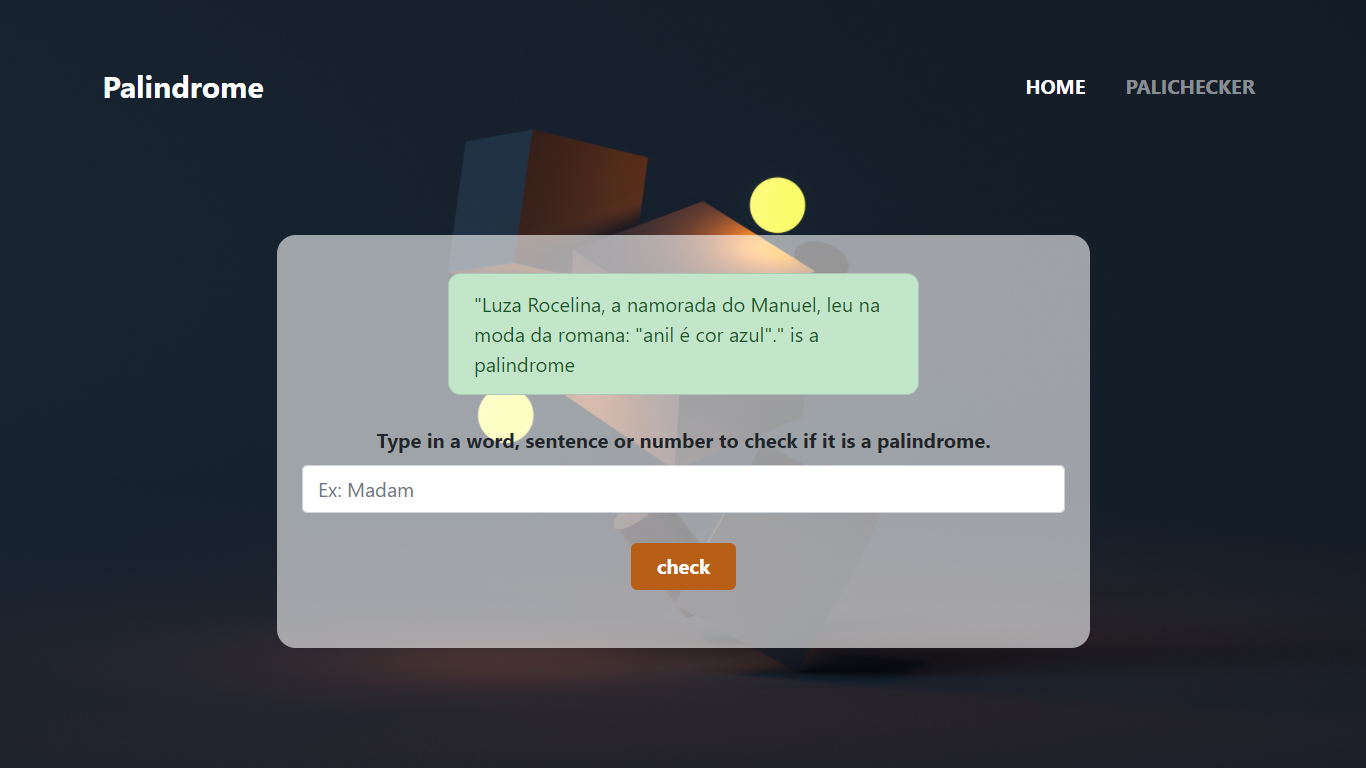 Palindrome
HOME
PALICHECKER
"Luza Rocelina, a namorada do Manuel, leu na
moda da romana: "anil é cor azul"." is a
palindrome
Type in a word, sentence or number to check if it is a palindrome.
Ex: Madam
check